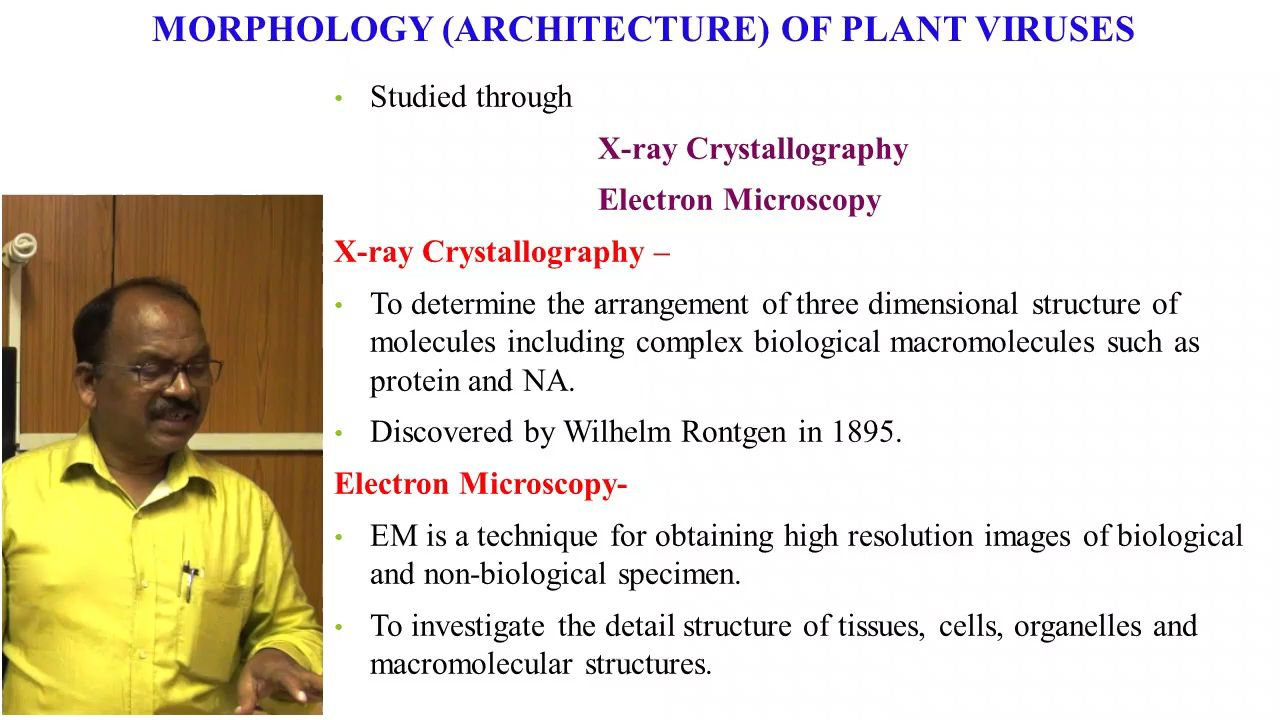 MORPHOLOGY (ARCHITECTURE) OF PLANT VIRUSES
• Studied through
X-ray Crystallography
Electron Microscopy
X-ray Crystallography –
• To determine the arrangement of three dimensional structure of
molecules including complex biological macromolecules such as
protein and NA.
• Discovered by Wilhelm Rontgen in 1895.
Electron Microscopy-
• EM is a technique for obtaining high resolution images of biological
and non-biological specimen.
• To investigate the detail structure of tissues, cells, organelles and
macromolecular structures.